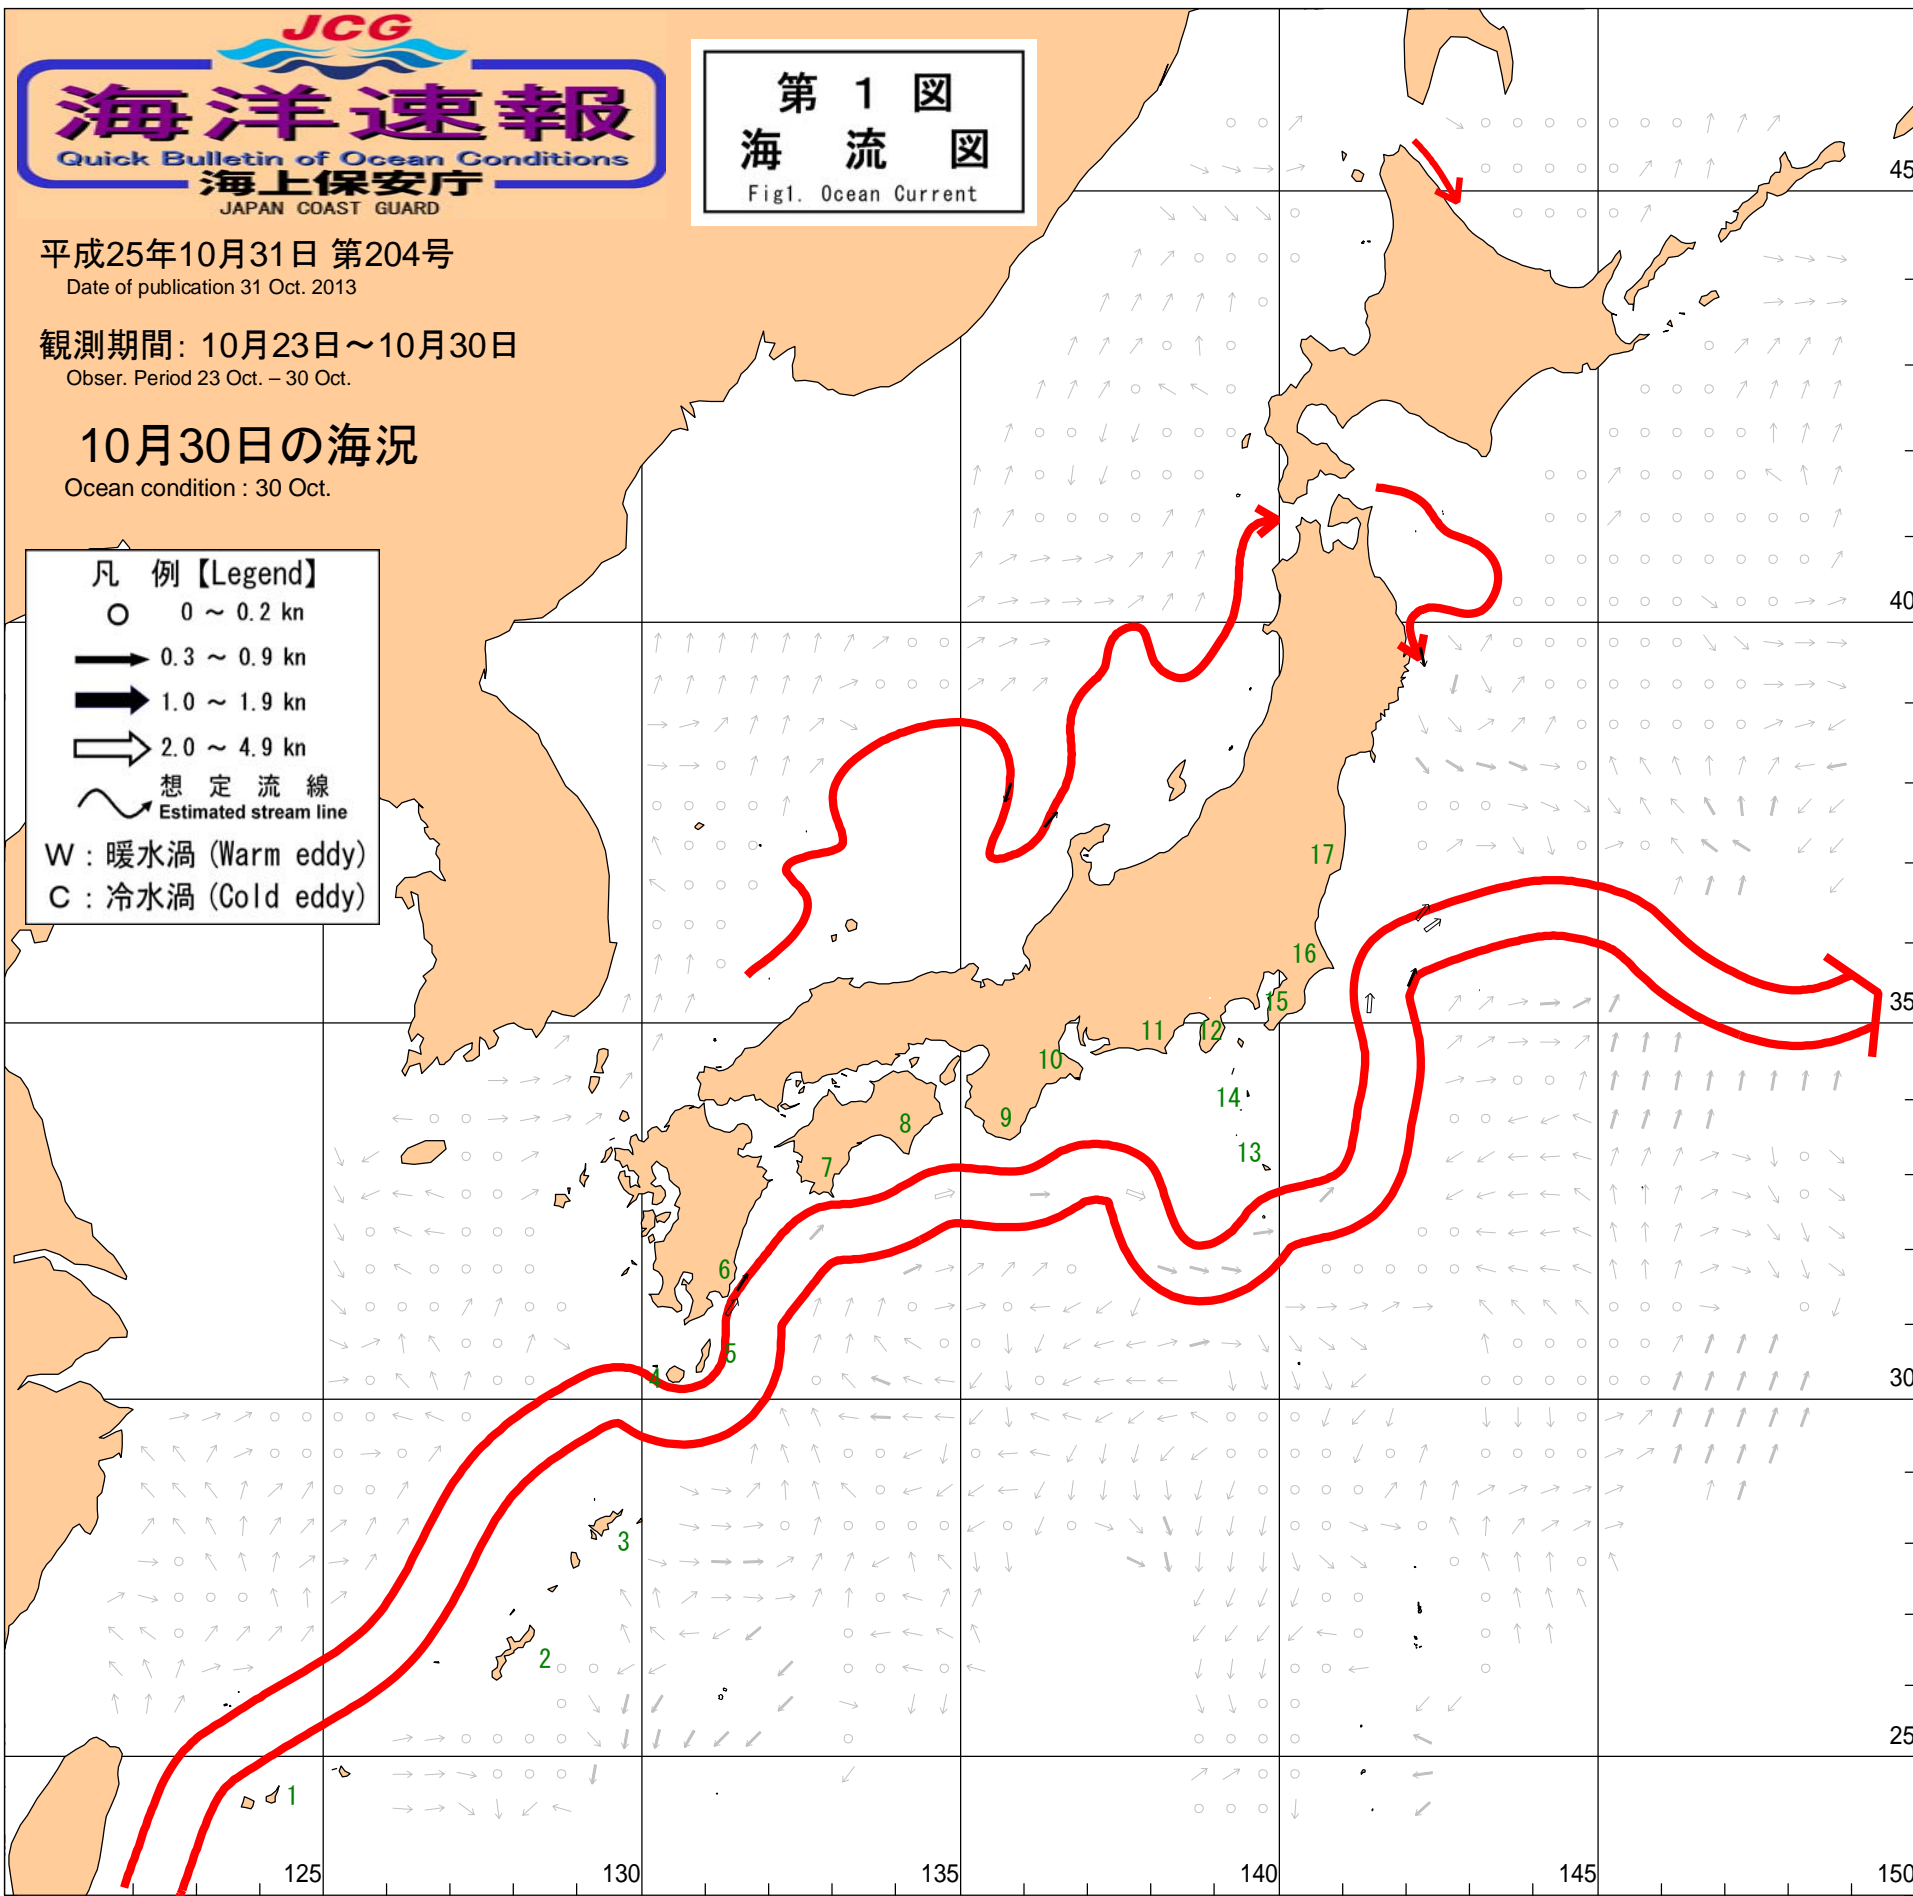 JCG
海洋速報
Quick Bulletin of Ocean Conditions
海上保安庁
JAPAN COAST GUARD
第 1 図
海 流 図
Fig1. Ocean Current
平成25年10月31日 第204号
Date of publication 31 Oct. 2013
観測期間: 10月23日～10月30日
Obser. Period 23 Oct. – 30 Oct.
10月30日の海況
Ocean condition : 30 Oct.
凡 例【Legend】
0 ～ 0.2 kn
0.3 ～ 0.9 kn
1.0 ～ 1.9 kn
2.0 ～ 4.9 kn
想 定 流 線
Estimated stream line
W : 暖水渦 (Warm eddy)
C : 冷水渦 (Cold eddy)
45
40
35
30
25
17
16
15
12
11
10
14
9
8
13
7
6
5
4
3
2
1
125
130
135
140
145
150